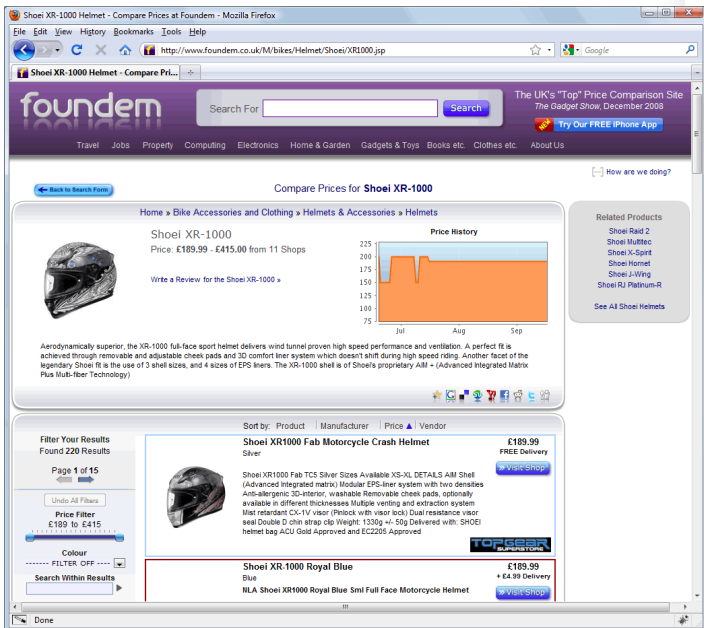 Shoei XR-1000 Helmet - Compare Prices at Foundem - Mozilla Firefox
File Edit View History Bookmarks Tools Help
http://www.foundem.co.uk/M/bikes/Helmet/Shoei/XR1000.jsp
Google
Shoei XR-1000 Helmet - Compare Pri...
foundem
Search For
Search
The UK's "Top" Price Comparison Site
The Gadget Show, December 2008
NEW
Try Our FREE iPhone App
Travel Jobs Property Computing Electronics Home & Garden Gadgets & Toys Books etc. Clothes etc. About Us
[---] How are we doing?
Back to Search Form
Compare Prices for Shoei XR-1000
Home » Bike Accessories and Clothing » Helmets & Accessories » Helmets
Shoei XR-1000
Price: £189.99 - £415.00 from 11 Shops
Write a Review for the Shoei XR-1000 »
Price History
225
200
175
150
125
100
75
Jul Aug Sep
Related Products
Shoei Raid 2
Shoei Multitec
Shoei X-Spirit
Shoei Hornet
Shoei J-Wing
Shoei RJ Platinum-R
See All Shoei Helmets
Aerodynamically superior, the XR-1000 full-face sport helmet delivers wind tunnel proven high speed performance and ventilation. A perfect fit is
achieved through removable and adjustable cheek pads and 3D comfort liner system which doesn't shift during high speed riding. Another facet of the
legendary Shoei fit is the use of 3 shell sizes, and 4 sizes of EPS liners. The XR-1000 shell is of Shoei's proprietary AIM + (Advanced Integrated Matrix
Plus Multi-fiber Technology)
Sort by: Product Manufacturer Price Vendor
Filter Your Results
Found 220 Results
Page 1 of 15
Undo All Filters
Price Filter
£189 to £415
Colour
------- FILTER OFF ----
Search Within Results
Shoei XR1000 Fab Motorcycle Crash Helmet
Silver
£189.99
FREE Delivery
Visit Shop
Shoei XR1000 Fab TC5 Silver Sizes Available XS-XL DETAILS AIM Shell
(Advanced Integrated matrix) Modular EPS-liner system with two densities
Anti-allergenic 3D-interior, washable Removable cheek pads, optionally
available in different thicknesses Multiple venting and extraction system
Mist retardant CX-1V visor (Pinlock with visor lock) Dual resistance visor
seal Double D chin strap clip Weight: 1330g +/- 50g Delivered with: SHOEI
helmet bag ACU Gold Approved and EC2205 Approved
TOPGEAR
SUPERSTORE
Shoei XR-1000 Royal Blue
Blue
NLA Shoei XR1000 Royal Blue Sml Full Face Motorcycle Helmet
£189.99
+ £4.99 Delivery
Visit Shop
Done